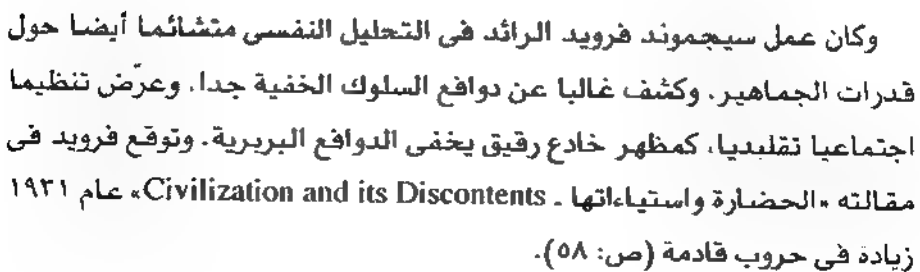 وكان عمل سيجموند فرويد الرائد فى التحليل النفسى متشائما أيضا حول
قدرات الجماهير. وكشف غالبا عن دوافع السلوك الخفية جدا. وعرّض تنظيما
اجتماعيا تقليديا، كمظهر خادع رقيق يخفى الدوافع البربرية. وتوقع فرويد فى
مقالته «الحضارة واستياءاتها ـ Civilization and its Discontents» عام ١٩٣١
زيادة فى حروب قادمة (ص: ٥٨).